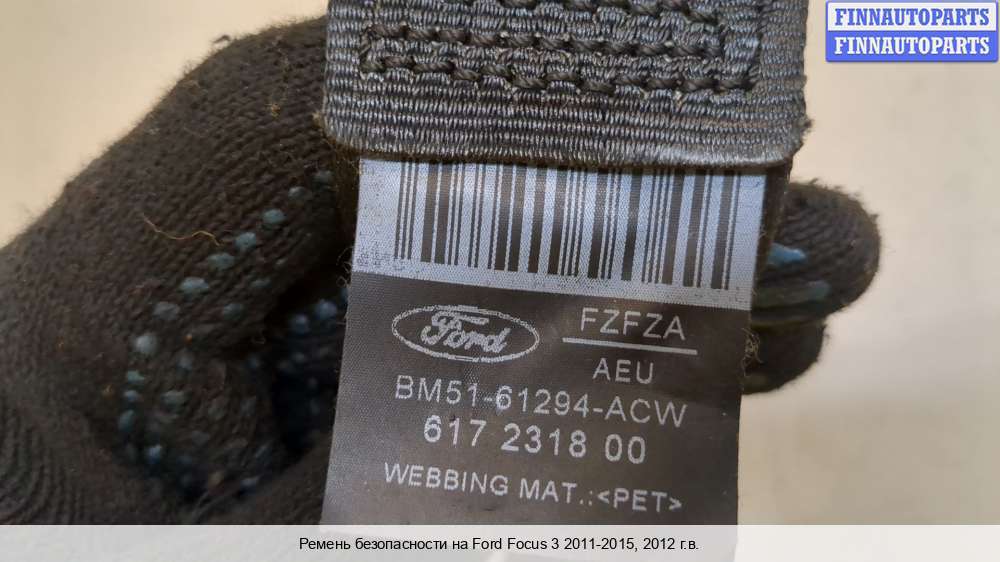 FINNAUTOPARTS
FINNAUTOPARTS
Ford
FZFZA
AEU
BM51-61294-ACW
617 2318 00
WEBBING MAT.:<PET>
Ремень безопасности на Ford Focus 3 2011-2015, 2012 г.в.